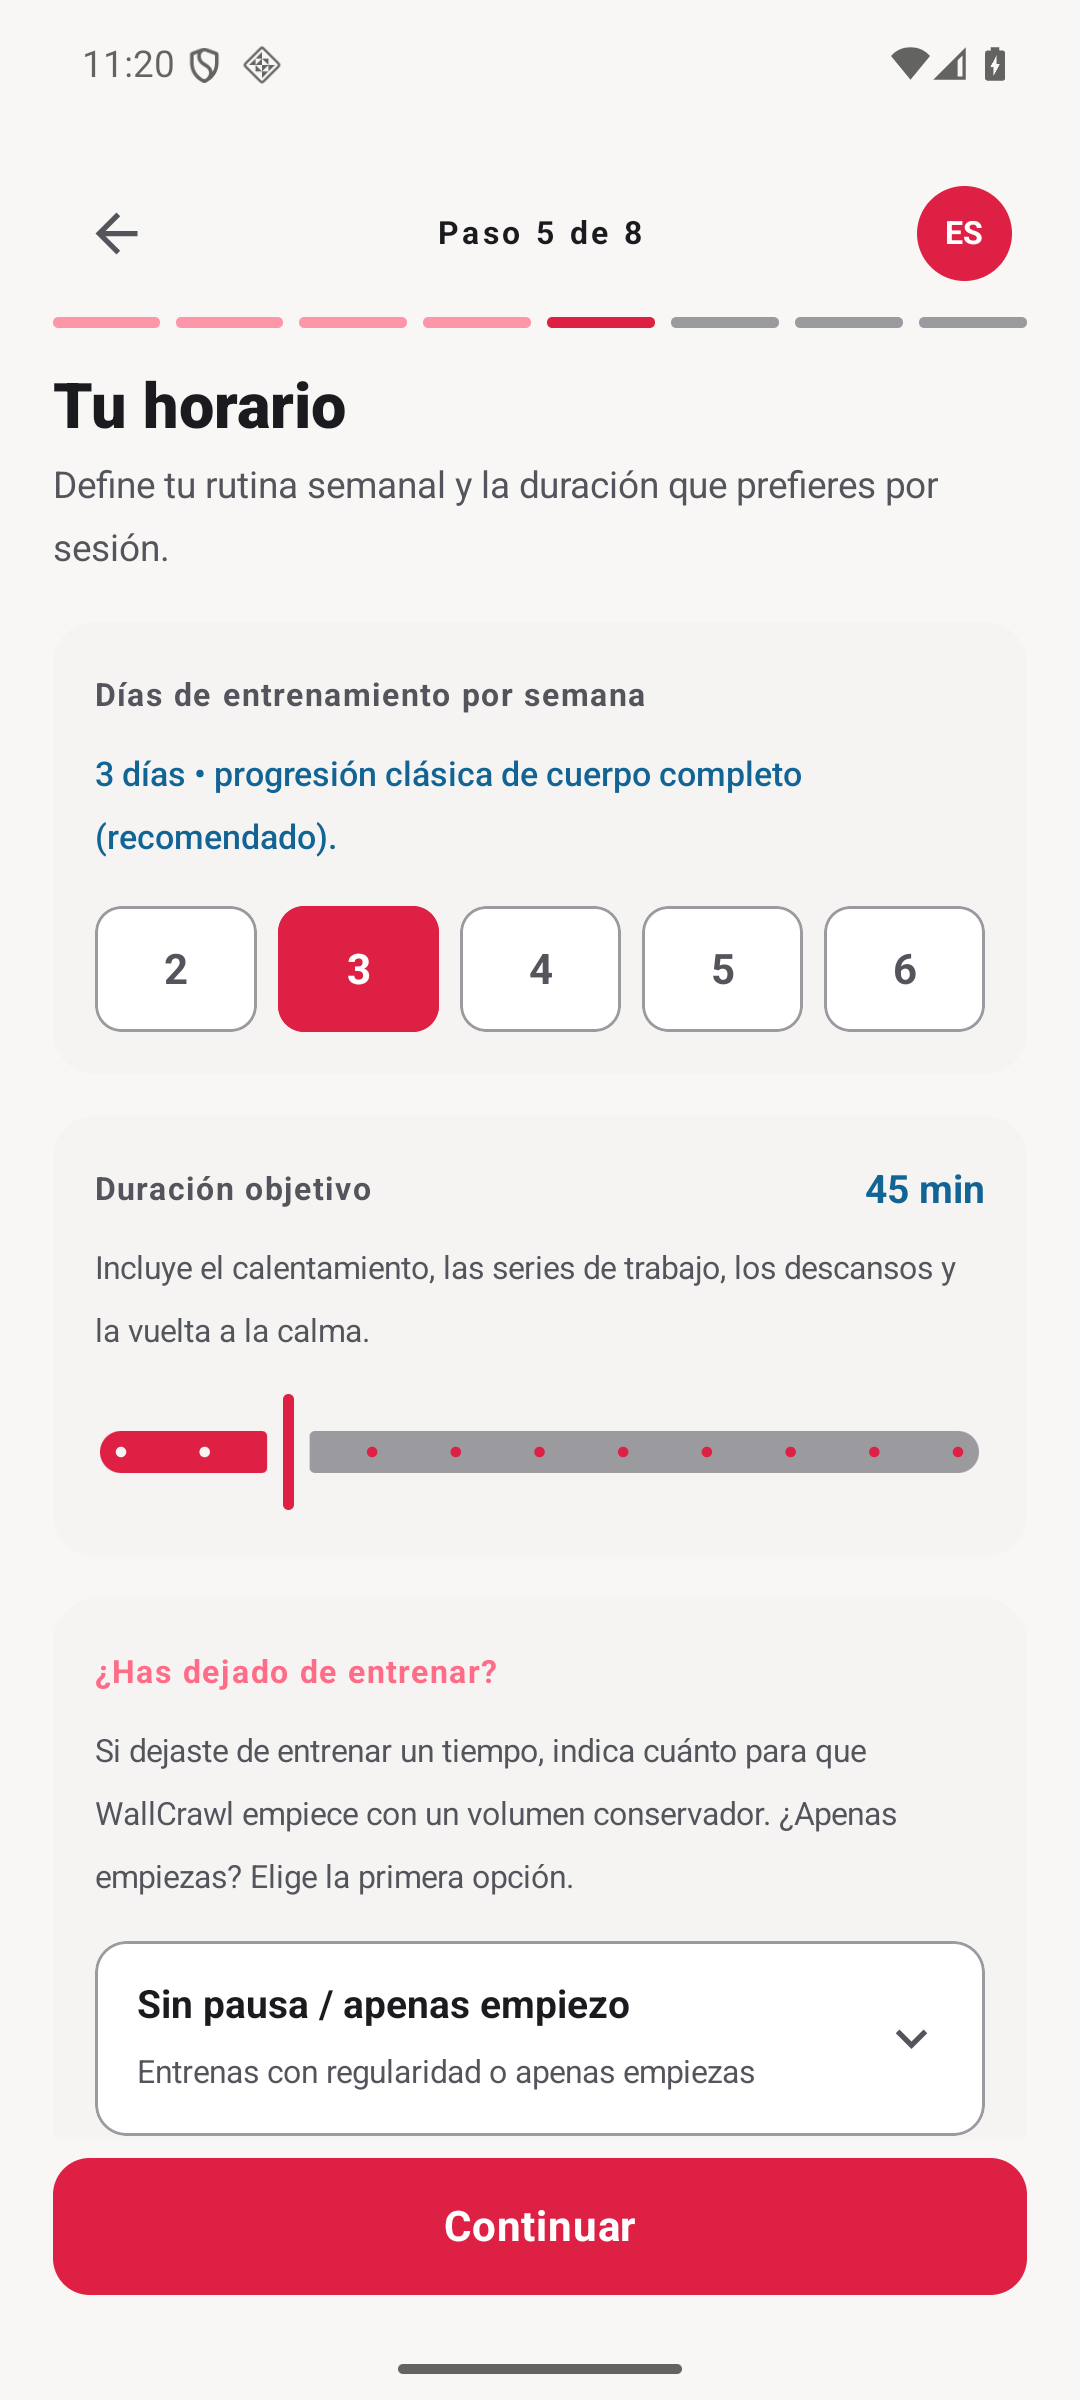 11:20
Paso 5 de 8
ES
Tu horario
Define tu rutina semanal y la duración que prefieres por
sesión.
Días de entrenamiento por semana
3 días • progresión clásica de cuerpo completo
(recomendado).
2
3
4
5
6
Duración objetivo
45 min
Incluye el calentamiento, las series de trabajo, los descansos y
la vuelta a la calma.
¿Has dejado de entrenar?
Si dejaste de entrenar un tiempo, indica cuánto para que
WallCrawl empiece con un volumen conservador. ¿Apenas
empiezas? Elige la primera opción.
Sin pausa / apenas empiezo
Entrenas con regularidad o apenas empiezas
Continuar